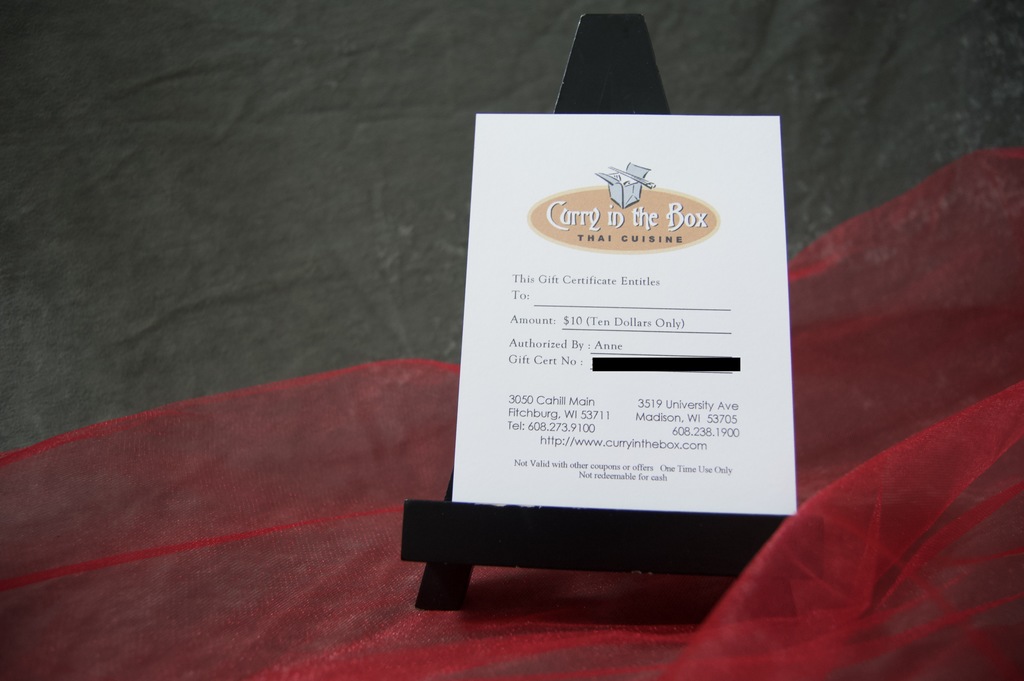 Curry in the Box
THAI CUISINE
This Gift Certificate Entitles
To:
Amount: $10 (Ten Dollars Only)
Authorized By : Anne
Gift Cert No :
3050 Cahill Main
Fitchburg, WI 53711
Tel: 608.273.9100
3519 University Ave
Madison, WI 53705
608.238.1900
http://www.curryinthebox.com
Not Valid with other coupons or offers One Time Use Only
Not redeemable for cash